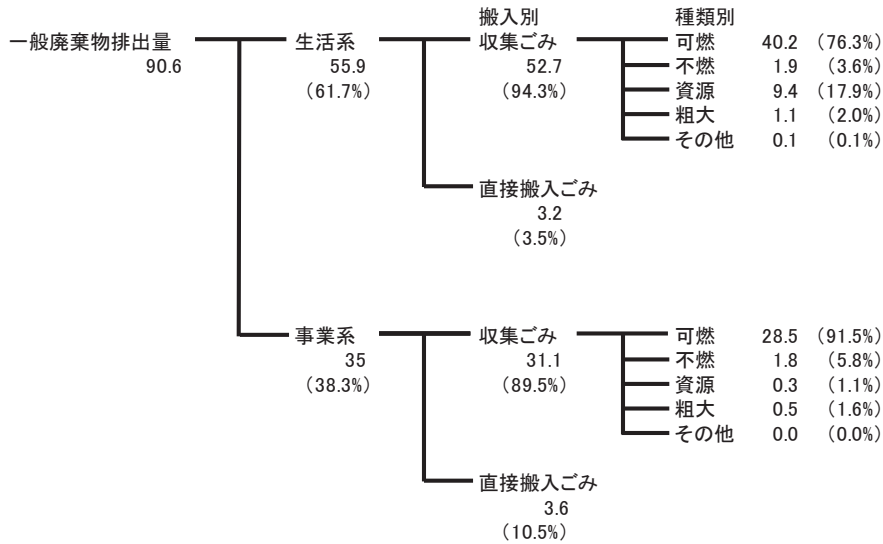 搬入別 種類別
一般廃棄物排出量 生活系 収集ごみ 可燃 40.2 (76.3%)
90.6 55.9 52.7 不燃 1.9 (3.6%)
(61.7%) (94.3%) 資源 9.4 (17.9%)
粗大 1.1 (2.0%)
その他 0.1 (0.1%)
直接搬入ごみ
3.2
(3.5%)
事業系 収集ごみ 可燃 28.5 (91.5%)
35 31.1 不燃 1.8 (5.8%)
(38.3%) (89.5%) 資源 0.3 (1.1%)
粗大 0.5 (1.6%)
その他 0.0 (0.0%)
直接搬入ごみ
3.6
(10.5%)